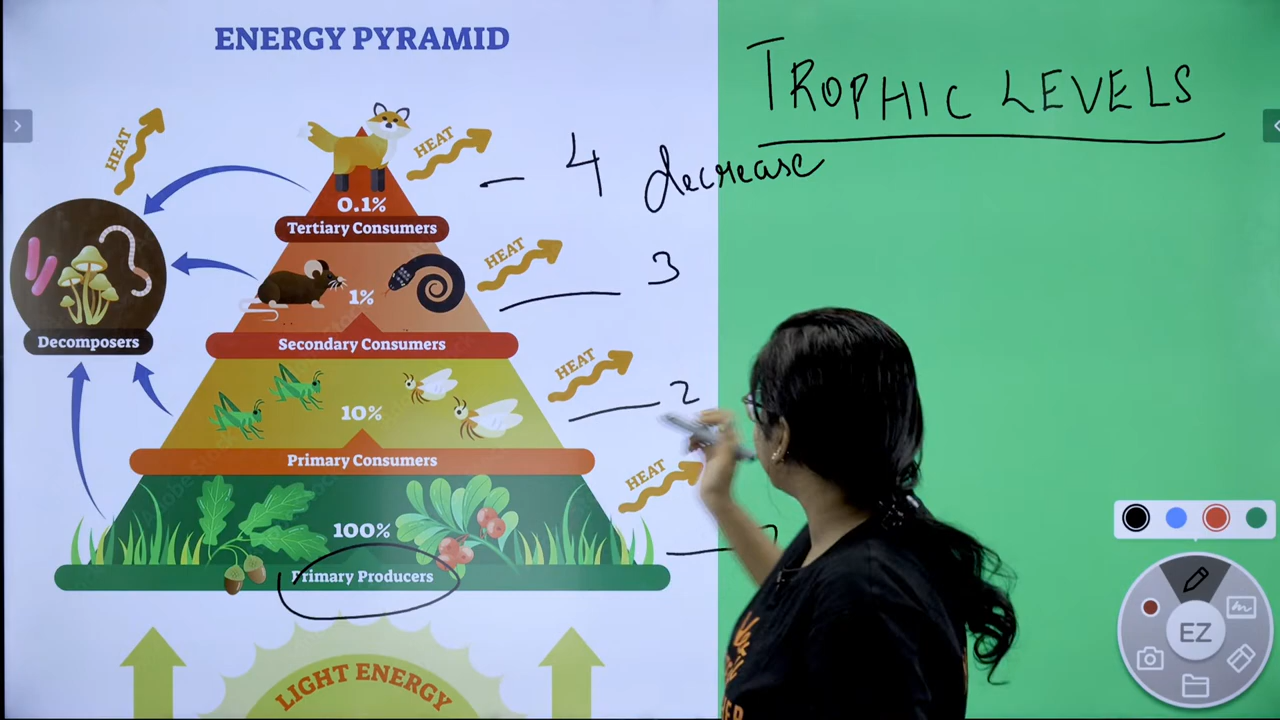 ENERGY PYRAMID
TROPHIC LEVELS
HEAT
HEAT
4 decrease
0.1%
Tertiary Consumers
HEAT
3
1%
Decomposers
Secondary Consumers
HEAT
2
10%
Primary Consumers
HEAT
100%
Primary Producers
EZ
LIGHT ENERGY